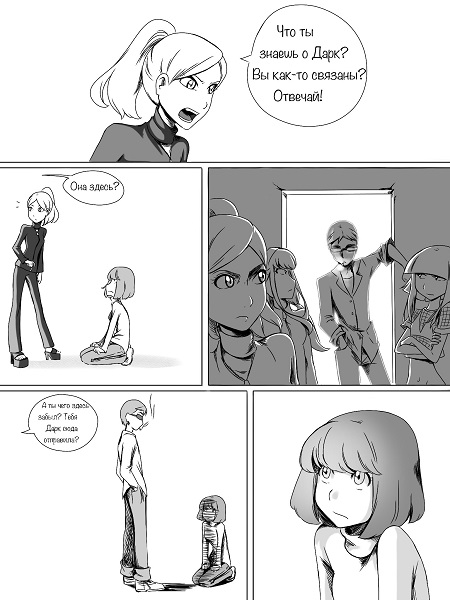 Что ты
знаешь о Дарк?
Вы как-то связаны?
Отвечай!
Она здесь?
А ты чего здесь
забыл? Тебя
Дарк сюда
отправила?